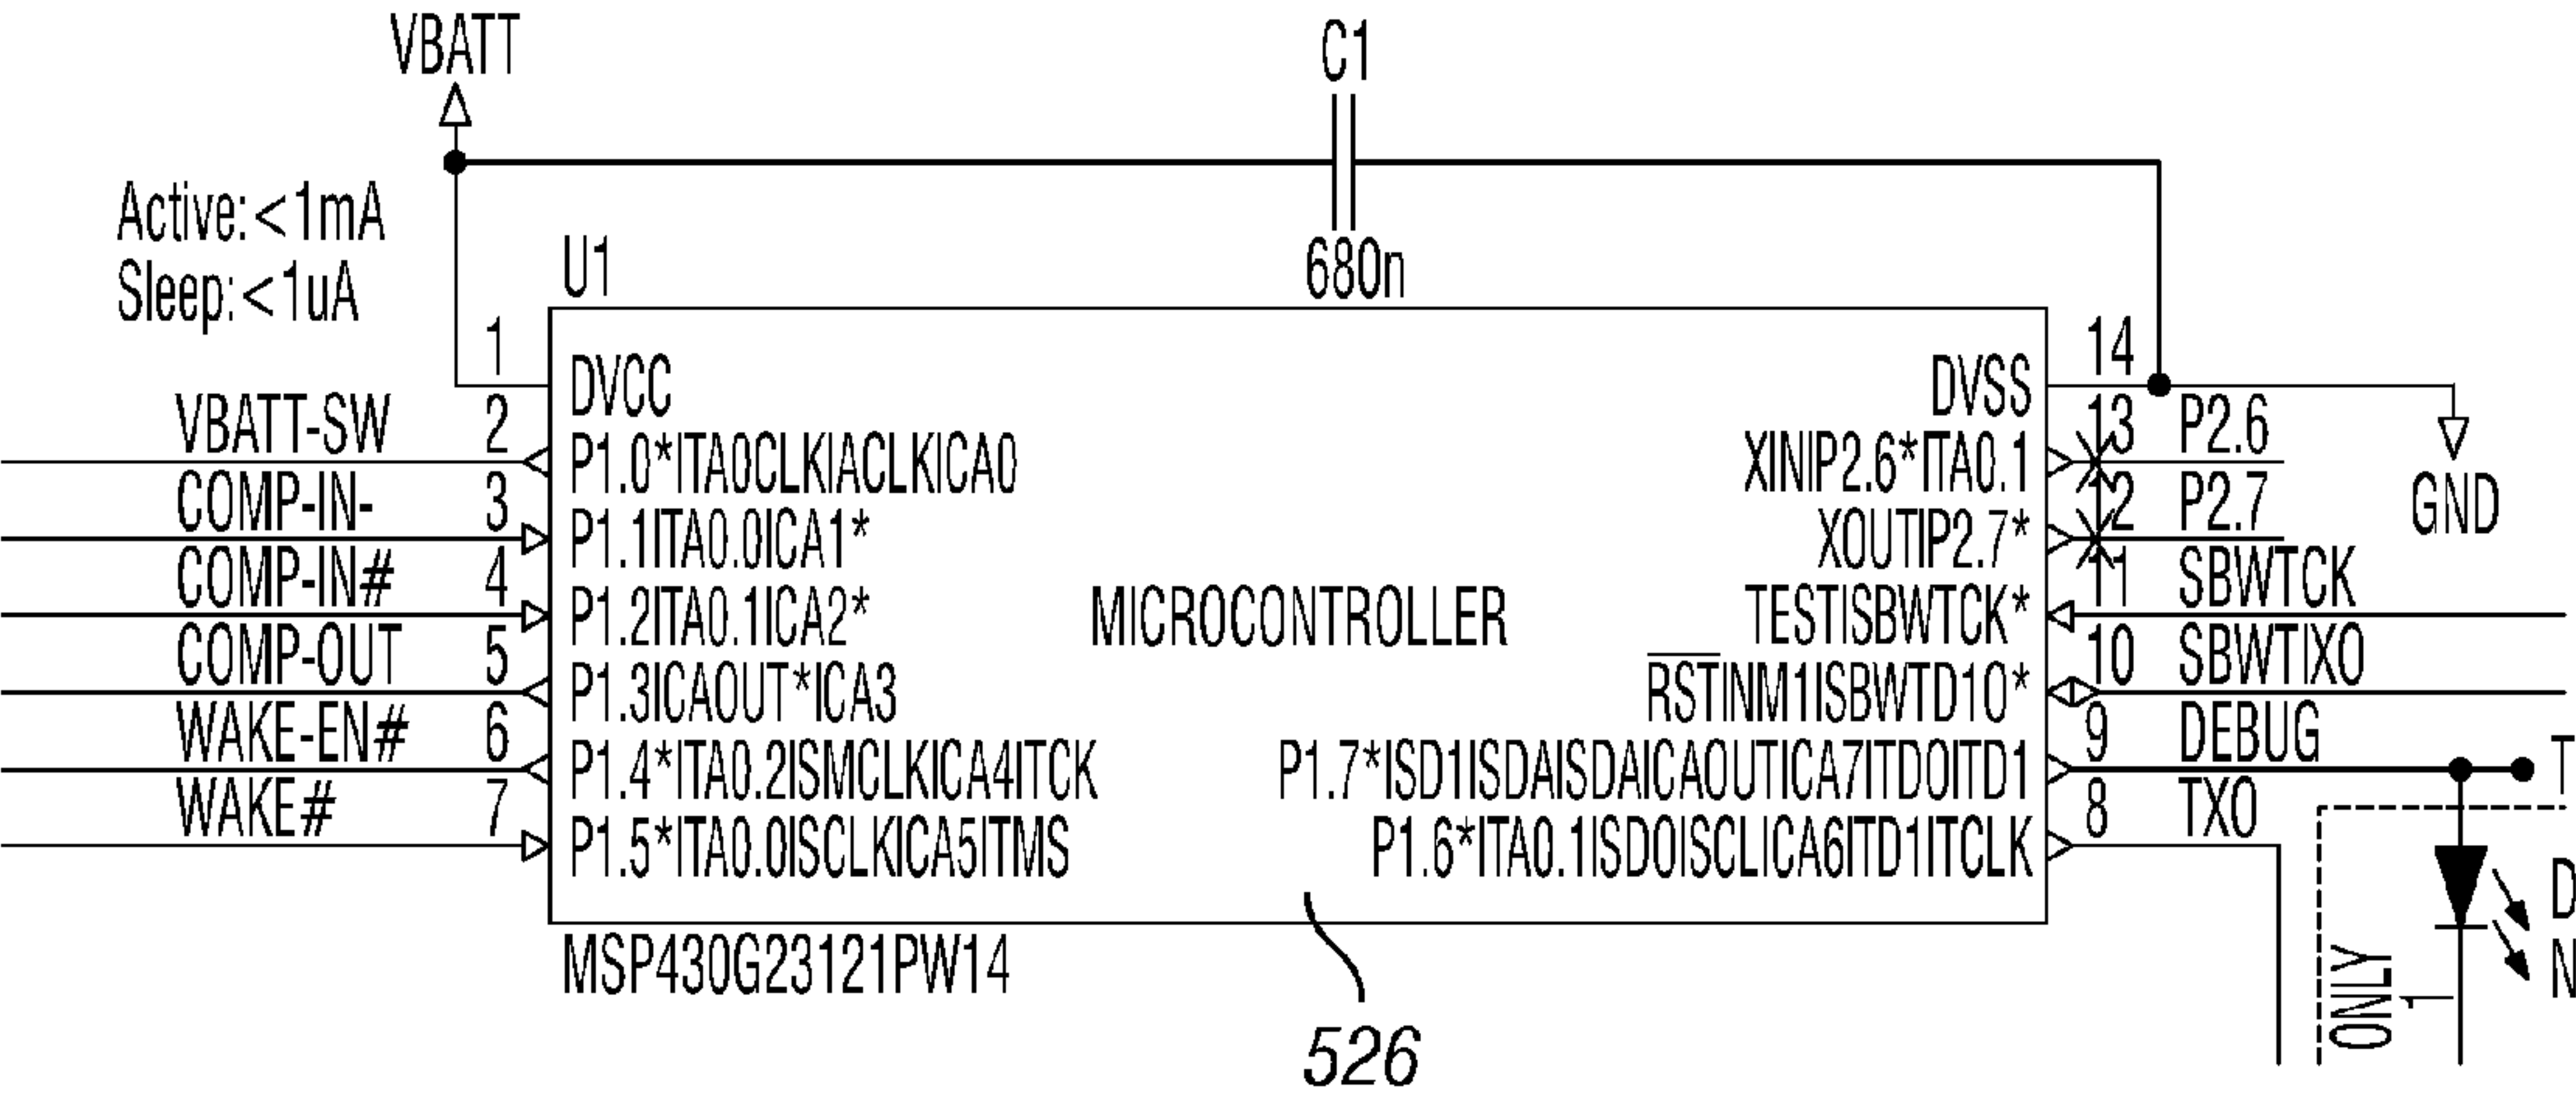 VBATT
C1
Active:<1mA
Sleep:<1uA
U1
680n
1
DVCC
DVSS
14
VBATT-SW
2
P1.0*ITA0CLKIACLKICA0
XINIP2.6*ITA0.1
13
P2.6
COMP-IN-
3
P1.1ITA0.0ICA1*
XOUTIP2.7*
12
P2.7
GND
COMP-IN#
4
P1.2ITA0.1ICA2*
MICROCONTROLLER
TESTISBWTCK*
11
SBWTCK
COMP-OUT
5
P1.3ICAOUT*ICA3
RSTINM1ISBWTD10*
10
SBWTIXO
WAKE-EN#
6
P1.4*ITA0.2ISMCLKICA4ITCK
P1.7*ISD1ISDAISDAICAOUTICA7ITDOITD1
9
DEBUG
T
WAKE#
7
P1.5*ITA0.0ISCLKICA5ITMS
P1.6*ITA0.1ISDOISCLICA6ITD1ITCLK
8
TXO
D
N
ONLY
1
MSP430G23121PW14
526